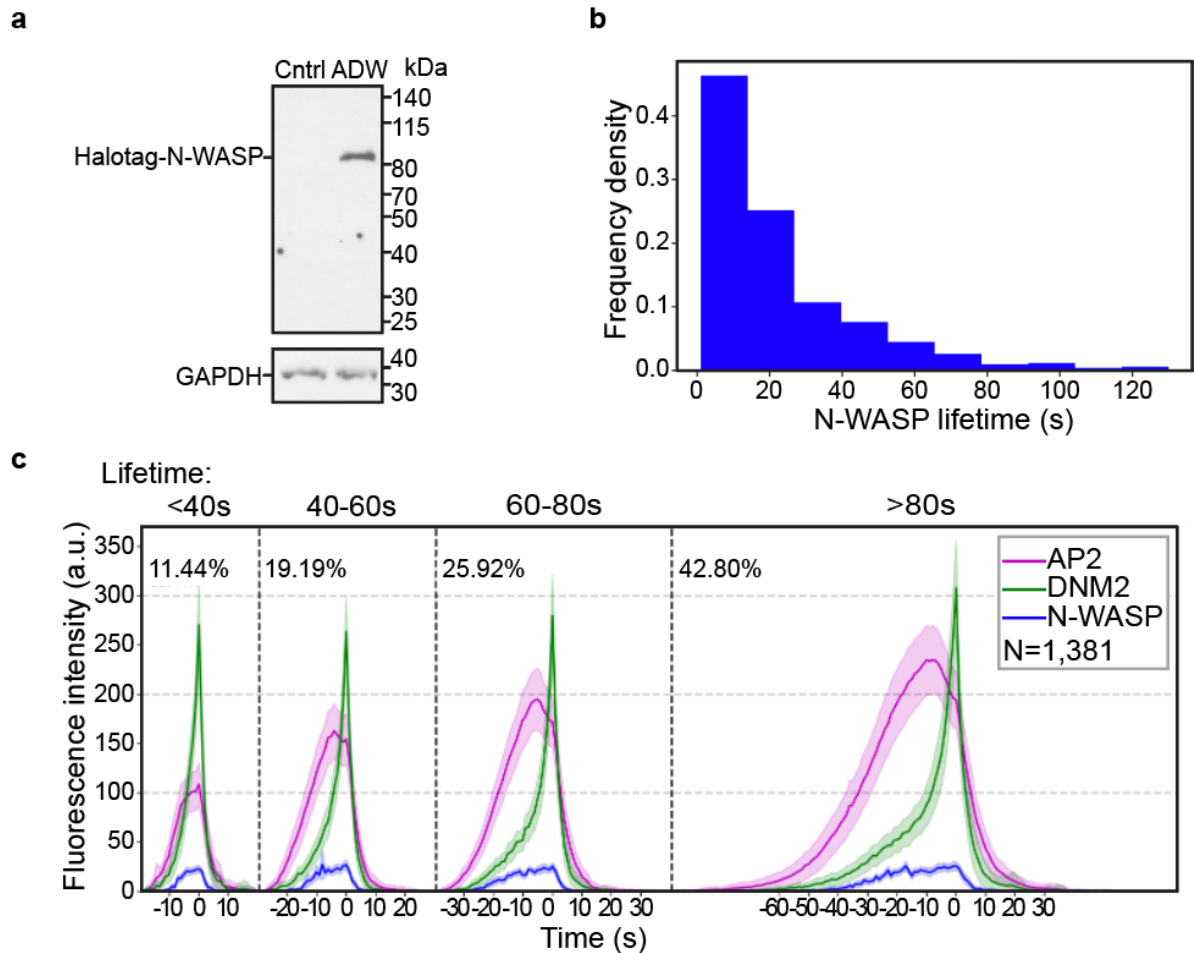 a
Cntrl ADW kDa
140
115
Halotag-N-WASP
80
70
50
40
30
25
40
GAPDH
30
b
Frequency density
0.4
0.3
0.2
0.1
0.0
0 20 40 60 80 100 120
N-WASP lifetime (s)
c
Lifetime:
<40s 40-60s 60-80s >80s
Fluorescence intensity (a.u.)
350
300
250
200
150
100
50
0
11.44% 19.19% 25.92% 42.80%
AP2
DNM2
N-WASP
N=1,381
-10 0 10 -20 -10 0 10 20 -30 -20 -10 0 10 20 30 -60 -50 -40 -30 -20 -10 0 10 20 30
Time (s)